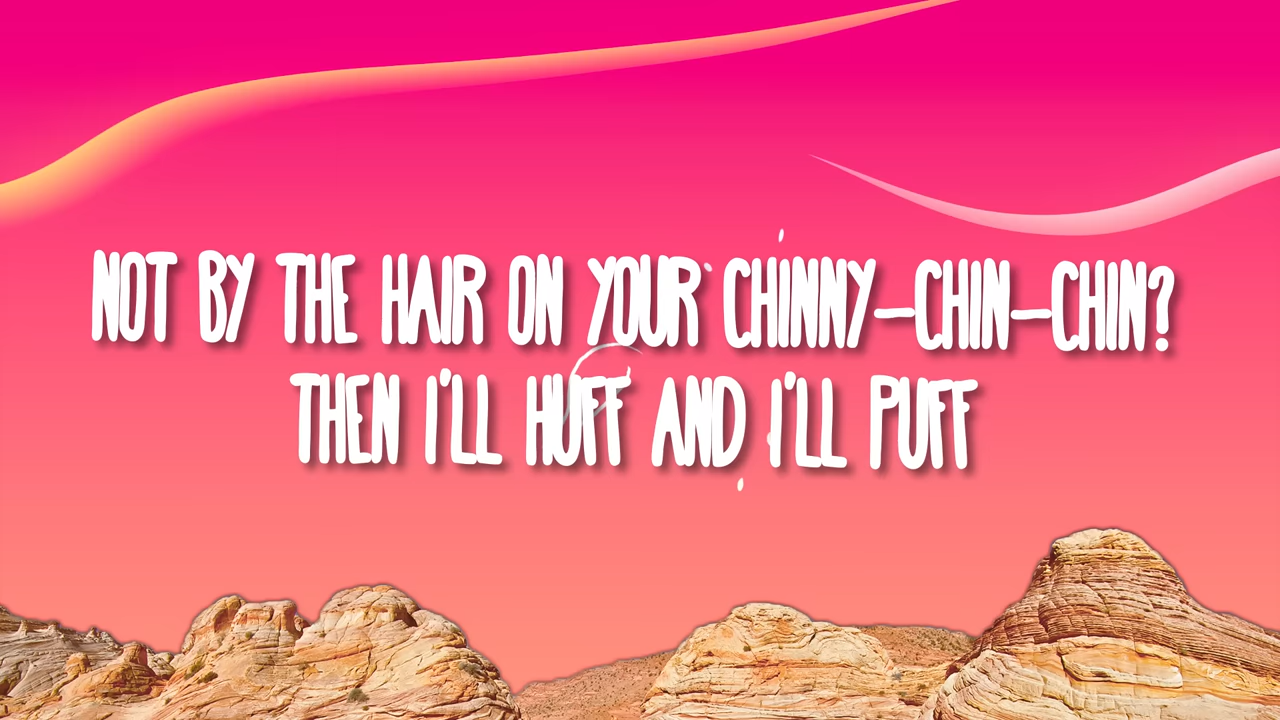 NOT BY THE HAIR ON YOUR CHINNY-CHIN-CHIN?
THEN I'LL HUFF AND I'LL PUFF